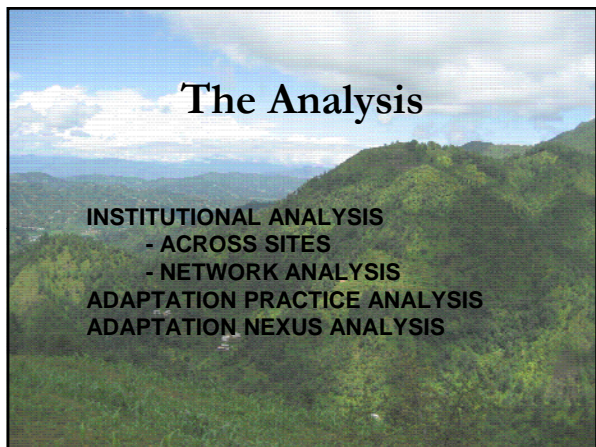 The Analysis
INSTITUTIONAL ANALYSIS
- ACROSS SITES
- NETWORK ANALYSIS
ADAPTATION PRACTICE ANALYSIS
ADAPTATION NEXUS ANALYSIS